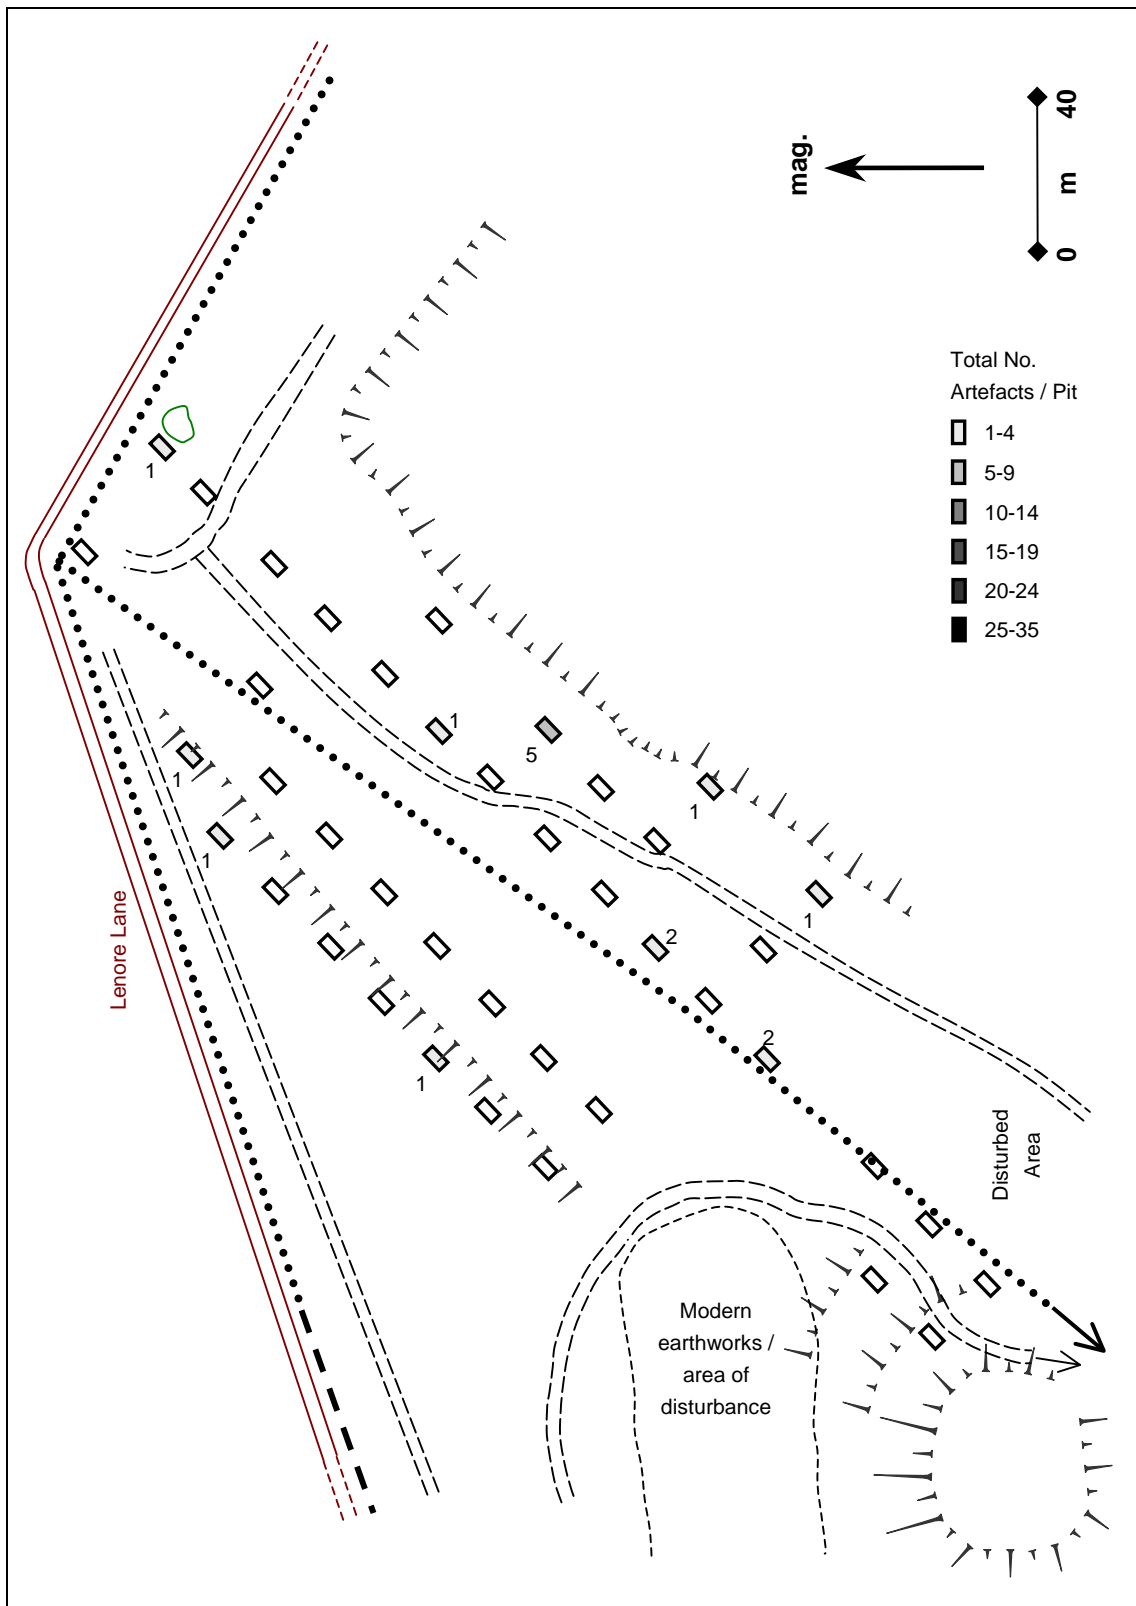 mag.
40
m
0
Total No.
Artefacts / Pit
1-4
5-9
10-14
15-19
20-24
25-35
1
1
5
1
1
1
Lenore Lane
1
2
1
2
Disturbed
Area
Modern
earthworks /
area of
disturbance